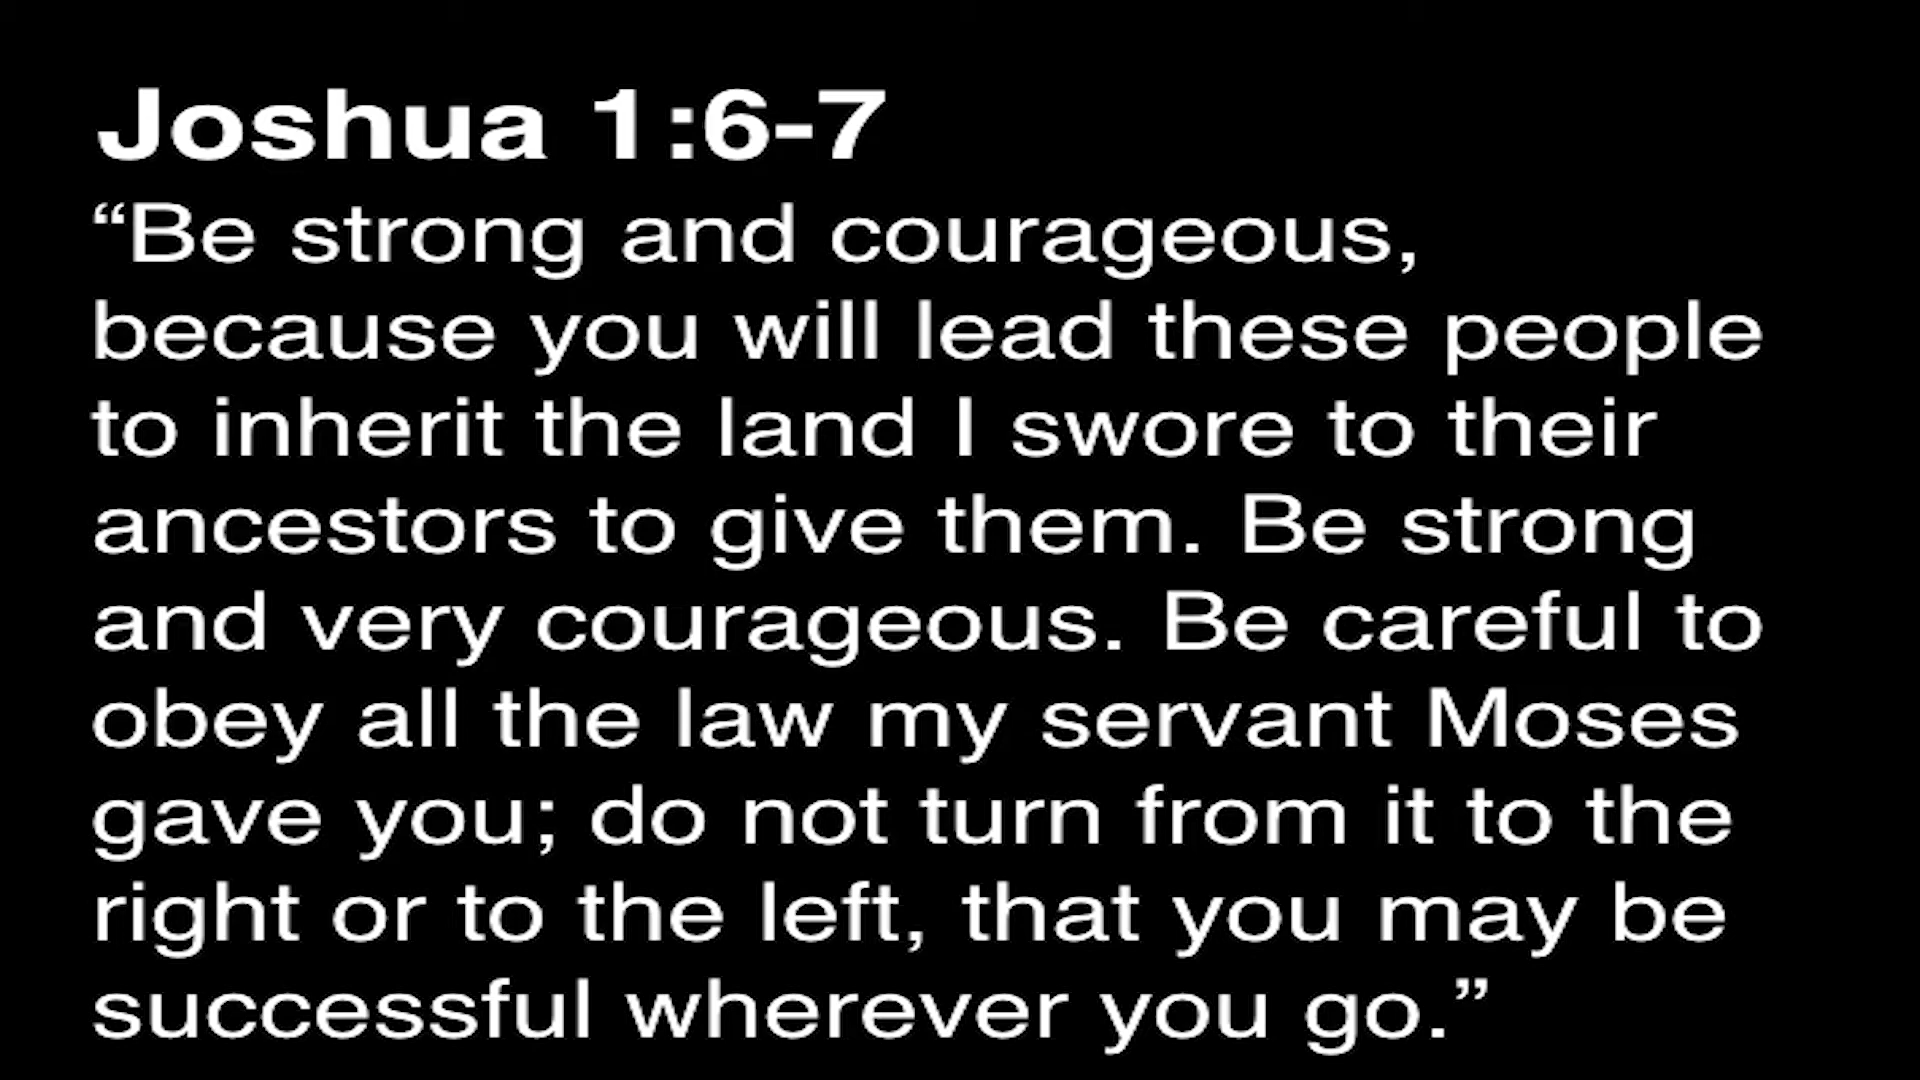 Joshua 1:6-7
“Be strong and courageous,
because you will lead these people
to inherit the land I swore to their
ancestors to give them. Be strong
and very courageous. Be careful to
obey all the law my servant Moses
gave you; do not turn from it to the
right or to the left, that you may be
successful wherever you go.”